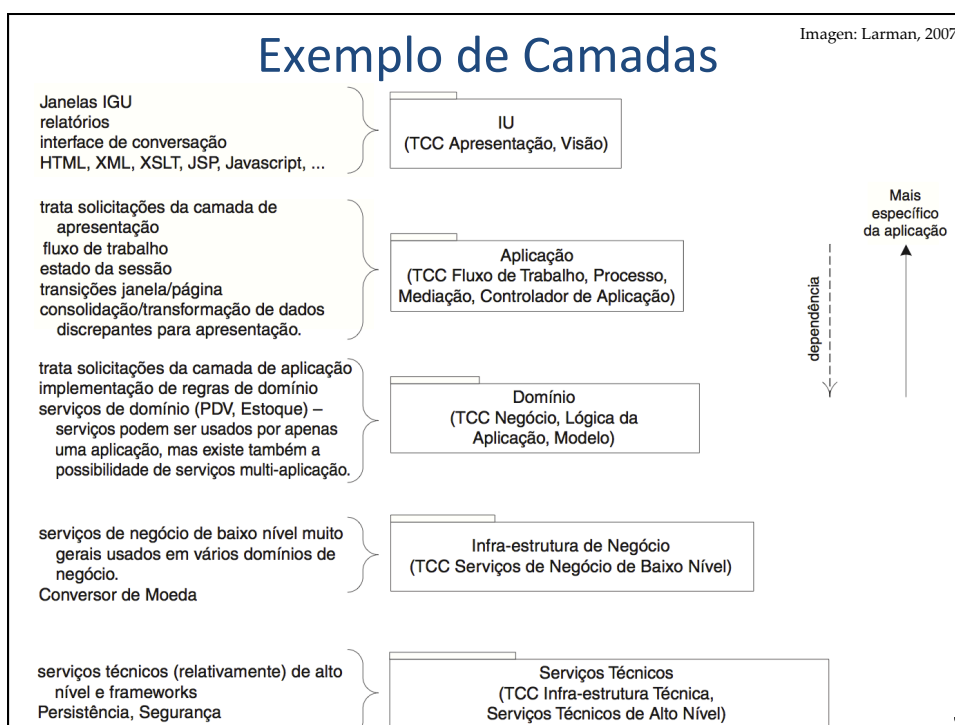 Imagen: Larman, 2007
Exemplo de Camadas
Janelas IGU
relatórios
interface de conversação
HTML, XML, XSLT, JSP, Javascript, ...
IU
(TCC Apresentação, Visão)
trata solicitações da camada de
apresentação
fluxo de trabalho
estado da sessão
transições janela/página
consolidação/transformação de dados
discrepantes para apresentação.
Aplicação
(TCC Fluxo de Trabalho, Processo,
Mediação, Controlador de Aplicação)
Mais
específico
da aplicação
dependência
trata solicitações da camada de aplicação
implementação de regras de domínio
serviços de domínio (PDV, Estoque) –
serviços podem ser usados por apenas
uma aplicação, mas existe também a
possibilidade de serviços multi-aplicação.
Domínio
(TCC Negócio, Lógica da
Aplicação, Modelo)
serviços de negócio de baixo nível muito
gerais usados em vários domínios de
negócio.
Conversor de Moeda
Infra-estrutura de Negócio
(TCC Serviços de Negócio de Baixo Nível)
serviços técnicos (relativamente) de alto
nível e frameworks
Persistência, Segurança
Serviços Técnicos
(TCC Infra-estrutura Técnica,
Serviços Técnicos de Alto Nível)